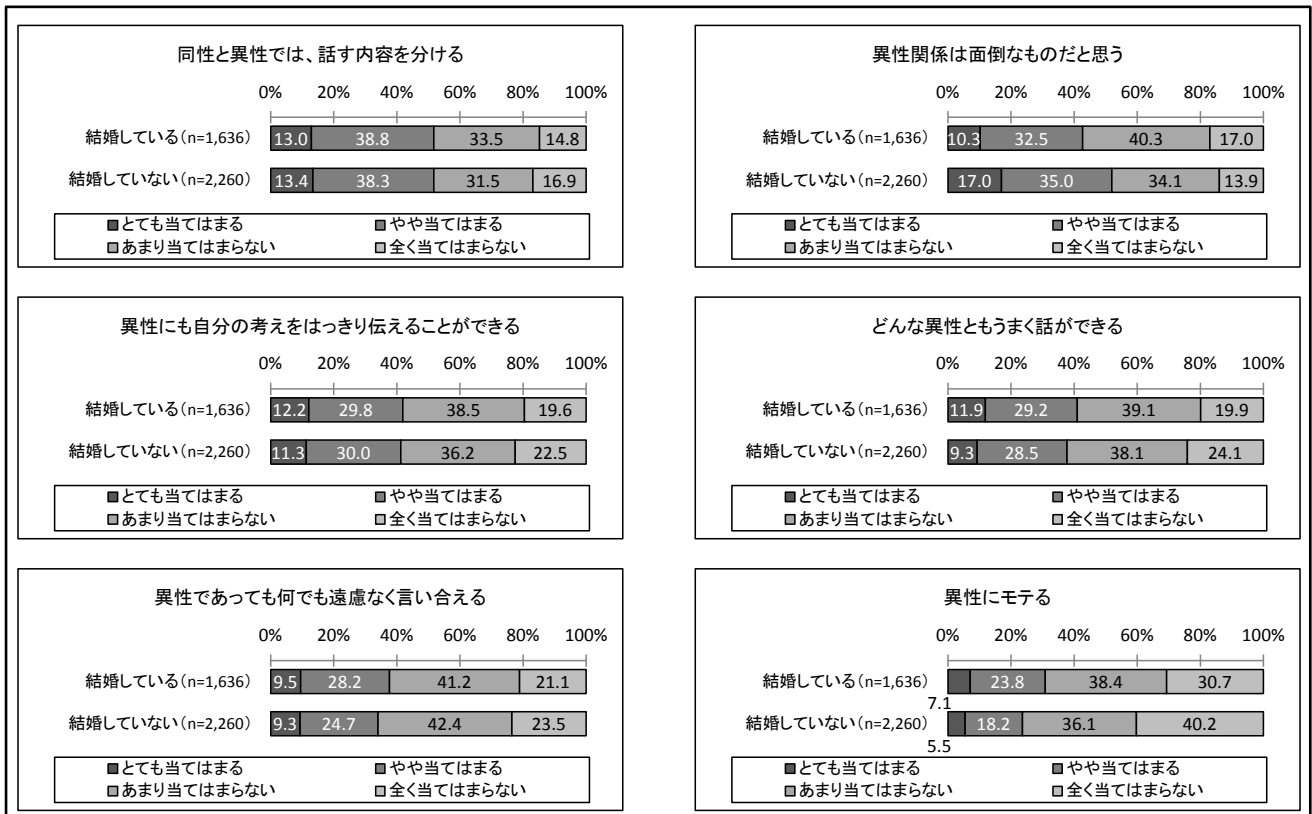 同性と異性では、話す内容を分ける
0% 20% 40% 60% 80% 100%
結婚している(n=1,636) 13.0 38.8 33.5 14.8
結婚していない(n=2,260) 13.4 38.3 31.5 16.9
■とても当てはまる ■やや当てはまる
■あまり当てはまらない ■全く当てはまらない
異性関係は面倒なものだと思う
0% 20% 40% 60% 80% 100%
結婚している(n=1,636) 10.3 32.5 40.3 17.0
結婚していない(n=2,260) 17.0 35.0 34.1 13.9
■とても当てはまる ■やや当てはまる
■あまり当てはまらない ■全く当てはまらない
異性にも自分の考えをはっきり伝えることができる
0% 20% 40% 60% 80% 100%
結婚している(n=1,636) 12.2 29.8 38.5 19.6
結婚していない(n=2,260) 11.3 30.0 36.2 22.5
■とても当てはまる ■やや当てはまる
■あまり当てはまらない ■全く当てはまらない
どんな異性ともうまく話ができる
0% 20% 40% 60% 80% 100%
結婚している(n=1,636) 11.9 29.2 39.1 19.9
結婚していない(n=2,260) 9.3 28.5 38.1 24.1
■とても当てはまる ■やや当てはまる
■あまり当てはまらない ■全く当てはまらない
異性であっても何でも遠慮なく言い合える
0% 20% 40% 60% 80% 100%
結婚している(n=1,636) 9.5 28.2 41.2 21.1
結婚していない(n=2,260) 9.3 24.7 42.4 23.5
■とても当てはまる ■やや当てはまる
■あまり当てはまらない ■全く当てはまらない
異性にモテる
0% 20% 40% 60% 80% 100%
結婚している(n=1,636) 23.8 38.4 30.7
7.1
結婚していない(n=2,260) 18.2 36.1 40.2
5.5
■とても当てはまる ■やや当てはまる
■あまり当てはまらない ■全く当てはまらない